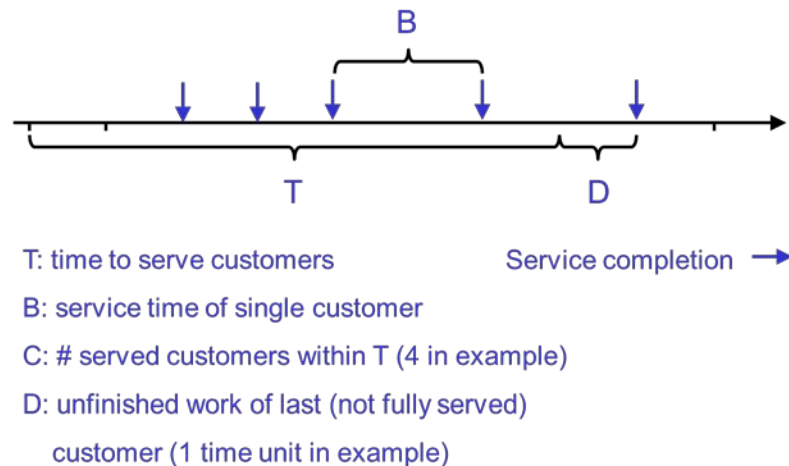 B
T
D
T: time to serve customers
Service completion
B: service time of single customer
C: # served customers within T (4 in example)
D: unfinished work of last (not fully served)
customer (1 time unit in example)